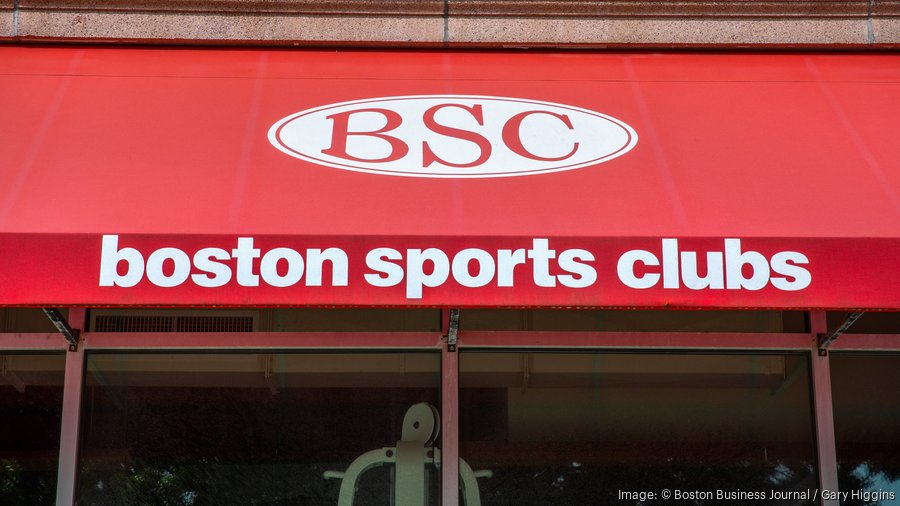 BSC
boston sports clubs
Image: © Boston Business Journal / Gary Higgins